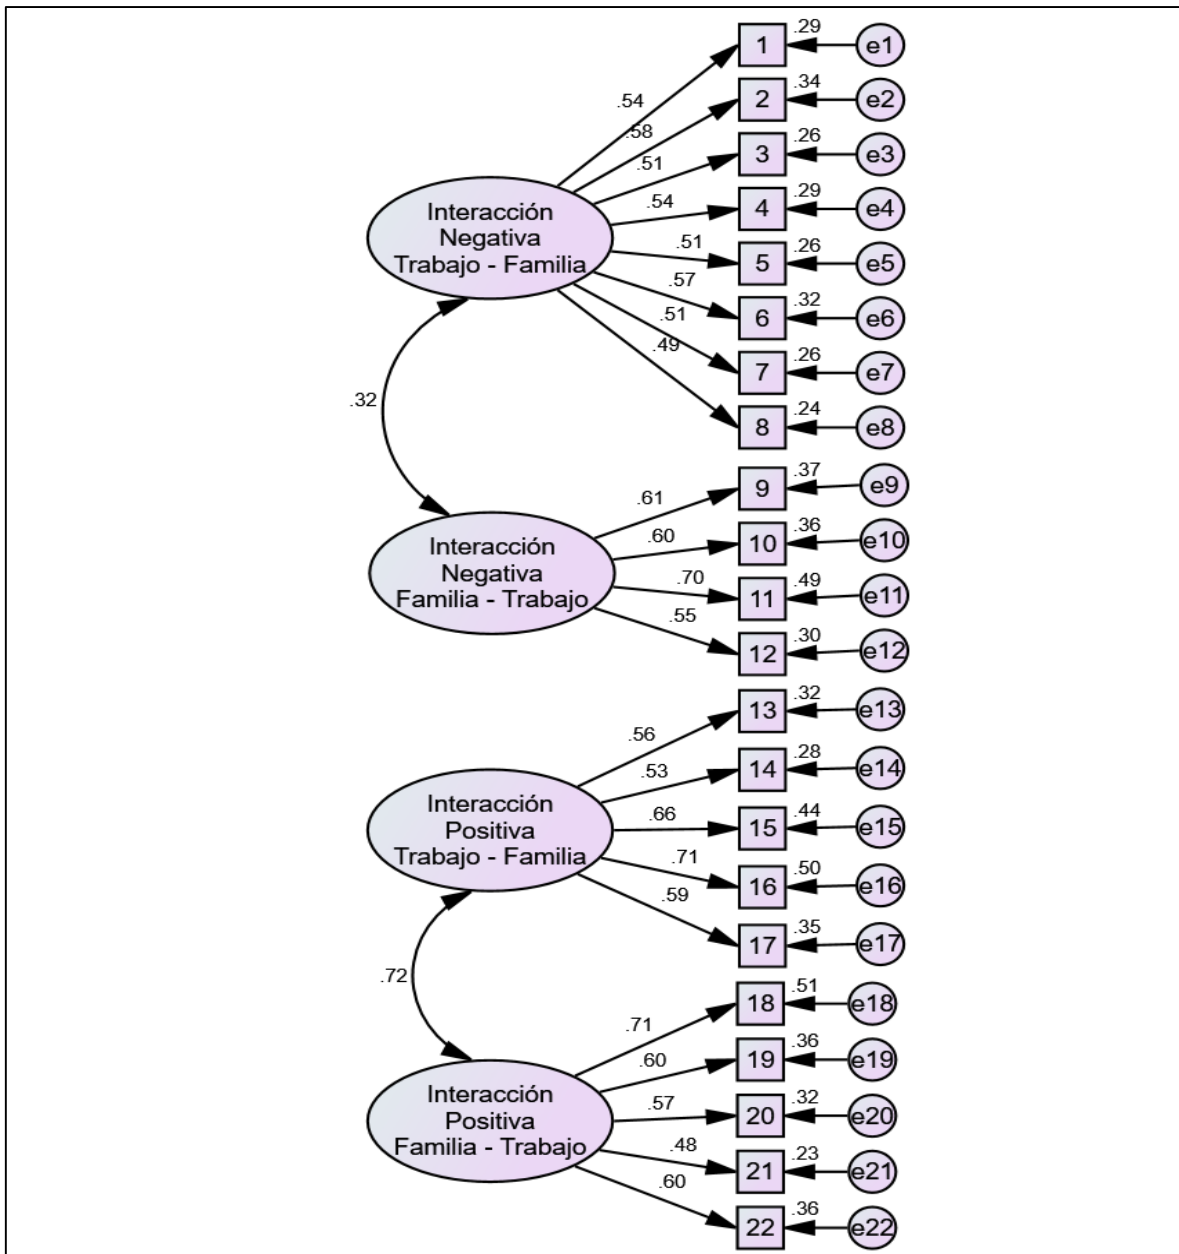 .29
1
e1
.54
.34
2
e2
.58
.26
3
e3
.51
.29
4
e4
.54
Interacción
Negativa
Trabajo - Familia
.26
5
e5
.51
.32
6
e6
.57
.26
7
e7
.51
.24
8
e8
.49
.32
.37
9
e9
.61
.36
10
e10
.60
Interacción
Negativa
Familia - Trabajo
.49
11
e11
.70
.30
12
e12
.55
.32
13
e13
.56
.28
14
e14
.53
Interacción
Positiva
Trabajo - Familia
.44
15
e15
.66
.50
16
e16
.71
.35
17
e17
.59
.72
.51
18
e18
.71
.36
19
e19
.60
Interacción
Positiva
Familia - Trabajo
.32
20
e20
.57
.23
21
e21
.48
.36
22
e22
.60